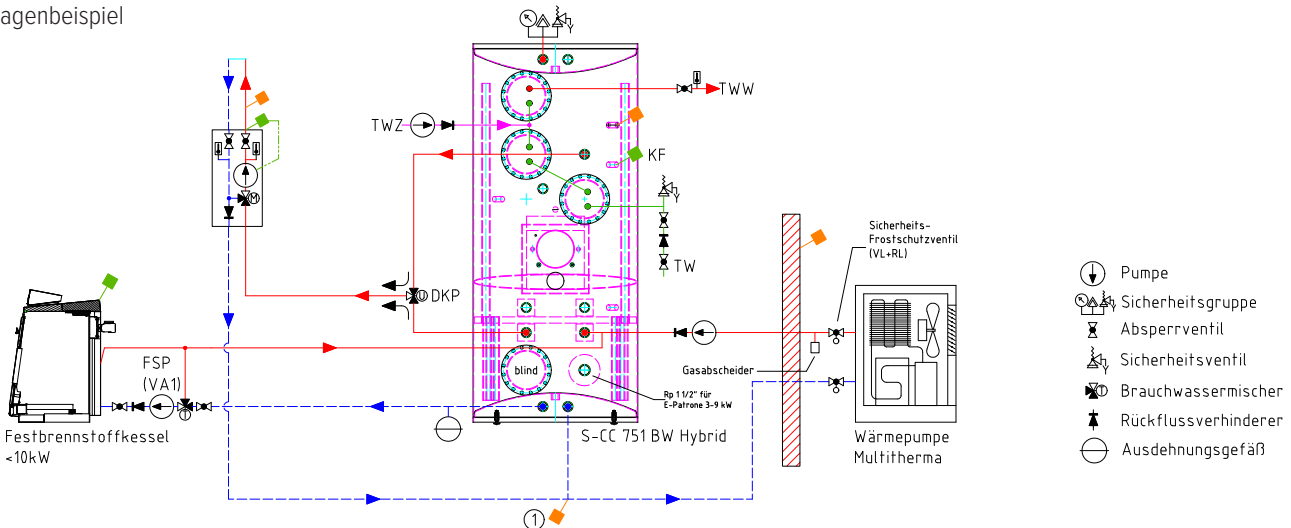 agenbeispiel
TWW
TWZ
KF
M
TW
Sicherheits-
Frostschutzventil
(VL+RL)
DKP
FSP
(VA1)
blind
Gasabscheider
Rp 1 1/2" für
E-Patrone 3-9 kW
Festbrennstoffkessel
<10kW
S-CC 751 BW Hybrid
Wärmepumpe
Multitherma
1
Pumpe
Sicherheitsgruppe
Absperrventil
Sicherheitsventil
Brauchwassermischer
Rückflussverhinderer
Ausdehnungsgefäß